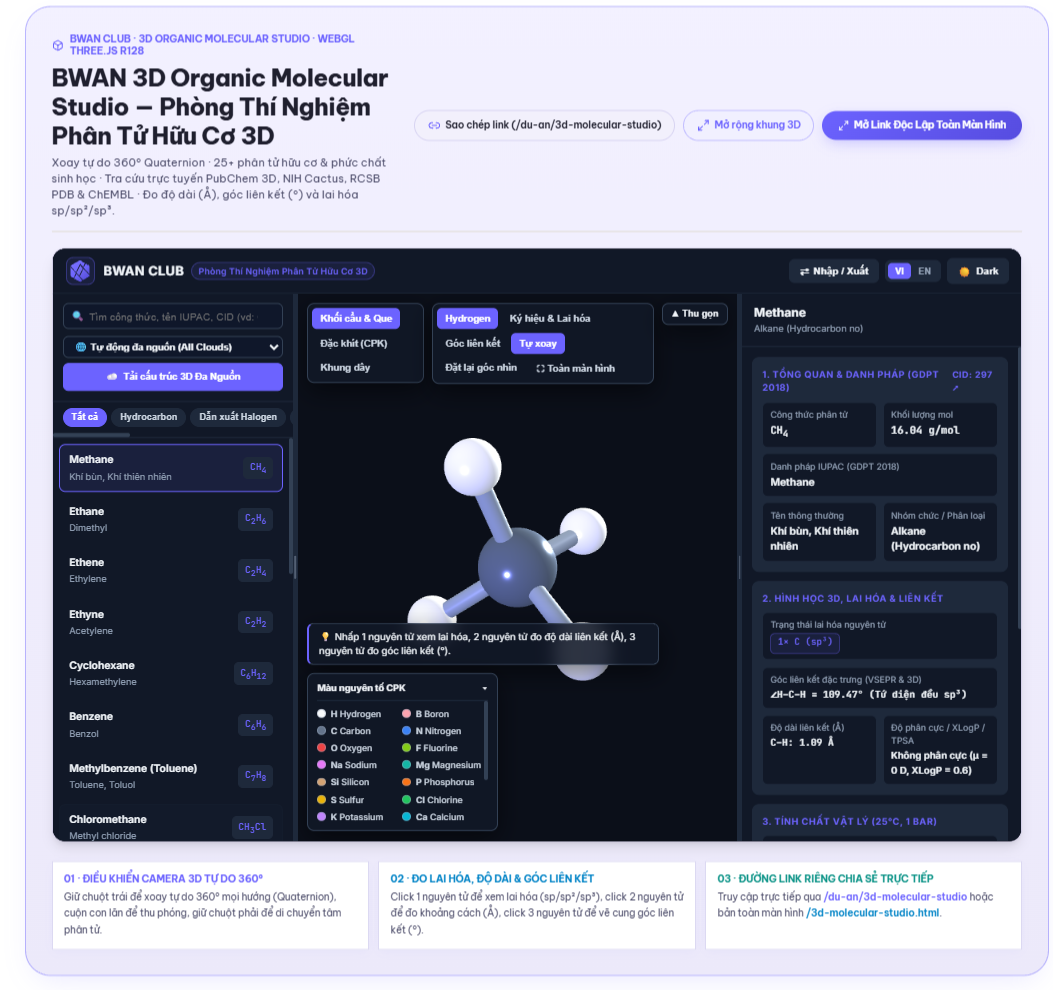 BWAN CLUB · 3D ORGANIC MOLECULAR STUDIO · WEBGL
THREE.JS R128
BWAN 3D Organic Molecular
Studio — Phòng Thí Nghiệm
Phân Tử Hữu Cơ 3D
Xoay tự do 360° Quaternion · 25+ phân tử hữu cơ & phức chất
sinh học · Tra cứu trực tuyến PubChem 3D, NIH Cactus, RCSB
PDB & ChEMBL · Đo độ dài (Å), góc liên kết (°) và lai hóa
sp/sp²/sp³.
Sao chép link (/du-an/3d-molecular-studio)
Mở rộng khung 3D
Mở Link Độc Lập Toàn Màn Hình
BWAN CLUB
Phòng Thí Nghiệm Phân Tử Hữu Cơ 3D
⇄ Nhập / Xuất
VI
EN
Dark
Tìm công thức, tên IUPAC, CID (vd:
Tự động đa nguồn (All Clouds)
Tải cấu trúc 3D Đa Nguồn
Tất cả
Hydrocarbon
Dẫn xuất Halogen
Methane
Khí bùn, Khí thiên nhiên
CH₄
Ethane
Dimethyl
C₂H₆
Ethene
Ethylene
C₂H₄
Ethyne
Acetylene
C₂H₂
Cyclohexane
Hexamethylene
C₆H₁₂
Benzene
Benzol
C₆H₆
Methylbenzene (Toluene)
Toluene, Toluol
C₇H₈
Chloromethane
Methyl chloride
CH₃Cl
Khối cầu & Que
Đặc khít (CPK)
Khung dây
Hydrogen
Ký hiệu & Lai hóa
Góc liên kết
Tự xoay
Đặt lại góc nhìn
Toàn màn hình
▲ Thu gọn
Nhấp 1 nguyên tử xem lai hóa, 2 nguyên tử đo độ dài liên kết (Å), 3
nguyên tử đo góc liên kết (°).
Màu nguyên tố CPK
H Hydrogen
B Boron
C Carbon
N Nitrogen
O Oxygen
F Fluorine
Na Sodium
Mg Magnesium
Si Silicon
P Phosphorus
S Sulfur
Cl Chlorine
K Potassium
Ca Calcium
Methane
Alkane (Hydrocarbon no)
1. TỔNG QUAN & DANH PHÁP (GDPT
2018)
CID: 297
↗
Công thức phân tử
CH₄
Khối lượng mol
16.04 g/mol
Danh pháp IUPAC (GDPT 2018)
Methane
Tên thông thường
Khí bùn, Khí thiên
nhiên
Nhóm chức / Phân loại
Alkane
(Hydrocarbon no)
2. HÌNH HỌC 3D, LAI HÓA & LIÊN KẾT
Trạng thái lai hóa nguyên tử
1× C (sp³)
Góc liên kết đặc trưng (VSEPR & 3D)
∠H-C-H = 109.47° (Tứ diện đều sp³)
Độ dài liên kết (Å)
C-H: 1.09 Å
Độ phân cực / XLogP /
TPSA
Không phân cực (μ =
0 D, XLogP = 0.6)
3. TÍNH CHẤT VẬT LÝ (25°C, 1 BAR)
01 · ĐIỀU KHIỂN CAMERA 3D TỰ DO 360°
Giữ chuột trái để xoay tự do 360° mọi hướng (Quaternion),
cuộn con lăn để thu phóng, giữ chuột phải để di chuyển tâm
phân tử.
02 · ĐO LAI HÓA, ĐỘ DÀI & GÓC LIÊN KẾT
Click 1 nguyên tử để xem lai hóa (sp/sp²/sp³), click 2 nguyên tử
để đo khoảng cách (Å), click 3 nguyên tử để vẽ cung góc liên
kết (°).
03 · ĐƯỜNG LINK RIÊNG CHIA SẺ TRỰC TIẾP
Truy cập trực tiếp qua /du-an/3d-molecular-studio hoặc
bản toàn màn hình /3d-molecular-studio.html.